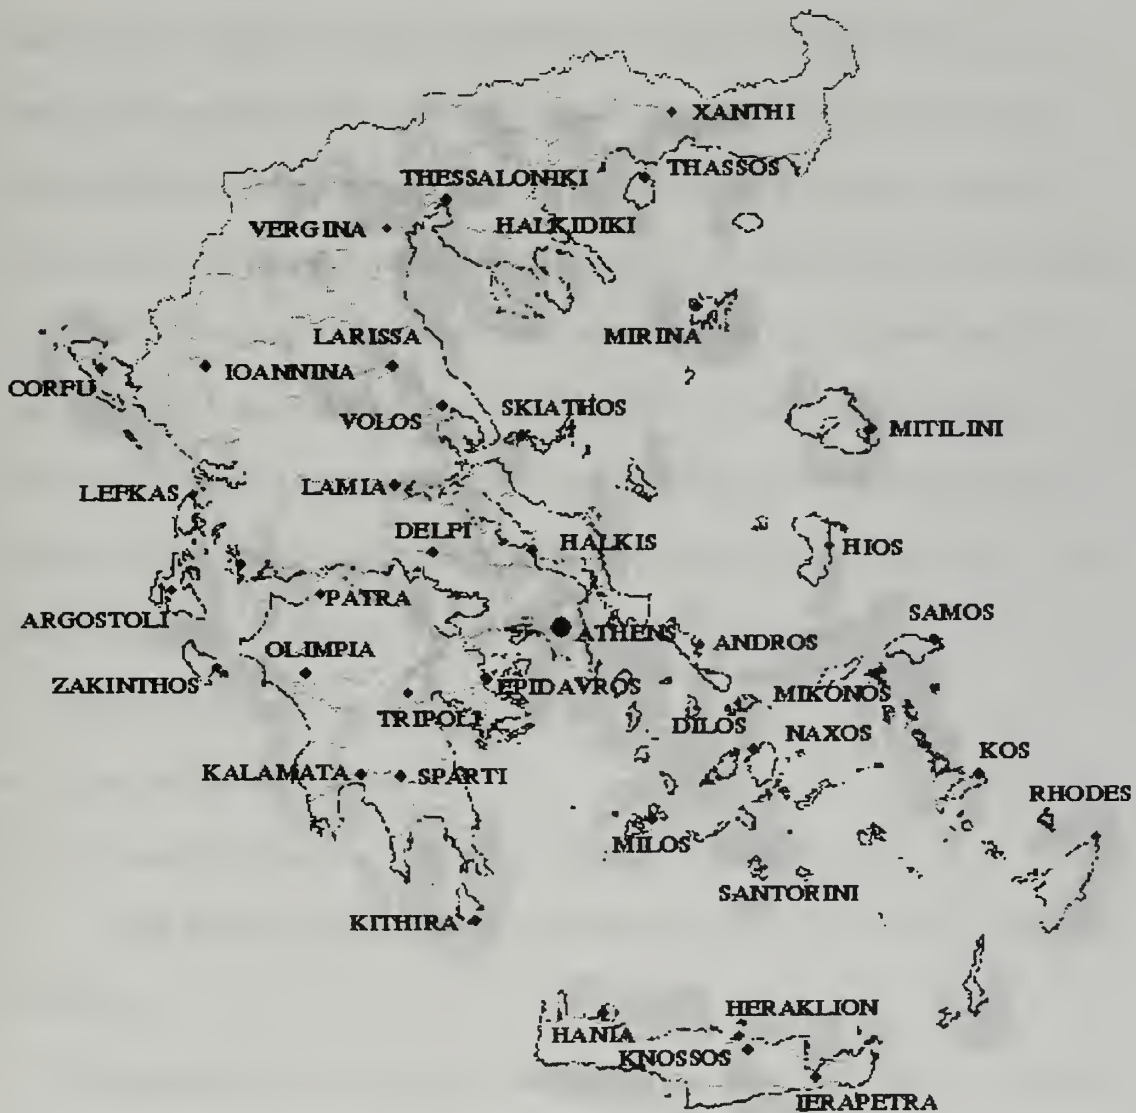 XANTHI
THASSOS
THESSALONIKI
VERGINA
HALKIDIKI
MIRINA
LARISSA
IOANNINA
CORFU
VOLOS
SKIATHOS
MITILINI
LAMIA
LEFKAS
DELFI
HALKIS
HIOS
PATRA
ARGOSTOLI
ATHENS
SAMOS
ANDROS
OLIMPIA
ZAKINTHOS
EPIDAVROS
MIKONOS
TRIPOLI
DILOS
NAXOS
KOS
KALAMATA
SPARTI
RHODES
MILOS
SANTORINI
KITHIRA
HERAKLION
HANIA
KNOSSOS
IERAPETRA